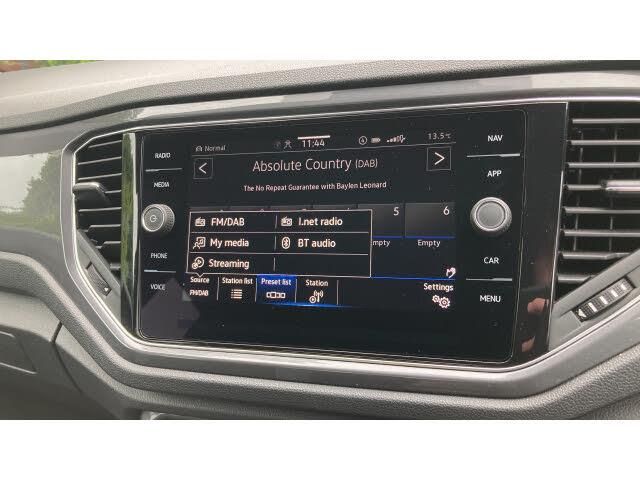 RADIO
MEDIA
PHONE
VOICE
Normal
11:44
13.5°C
Absolute Country (DAB)
The No Repeat Guarantee with Baylen Leonard
FM/DAB
I.net radio
My media
BT audio
Streaming
5
6
Empty
Source
FM/DAB
Station list
Preset list
Station
Settings
NAV
APP
CAR
MENU